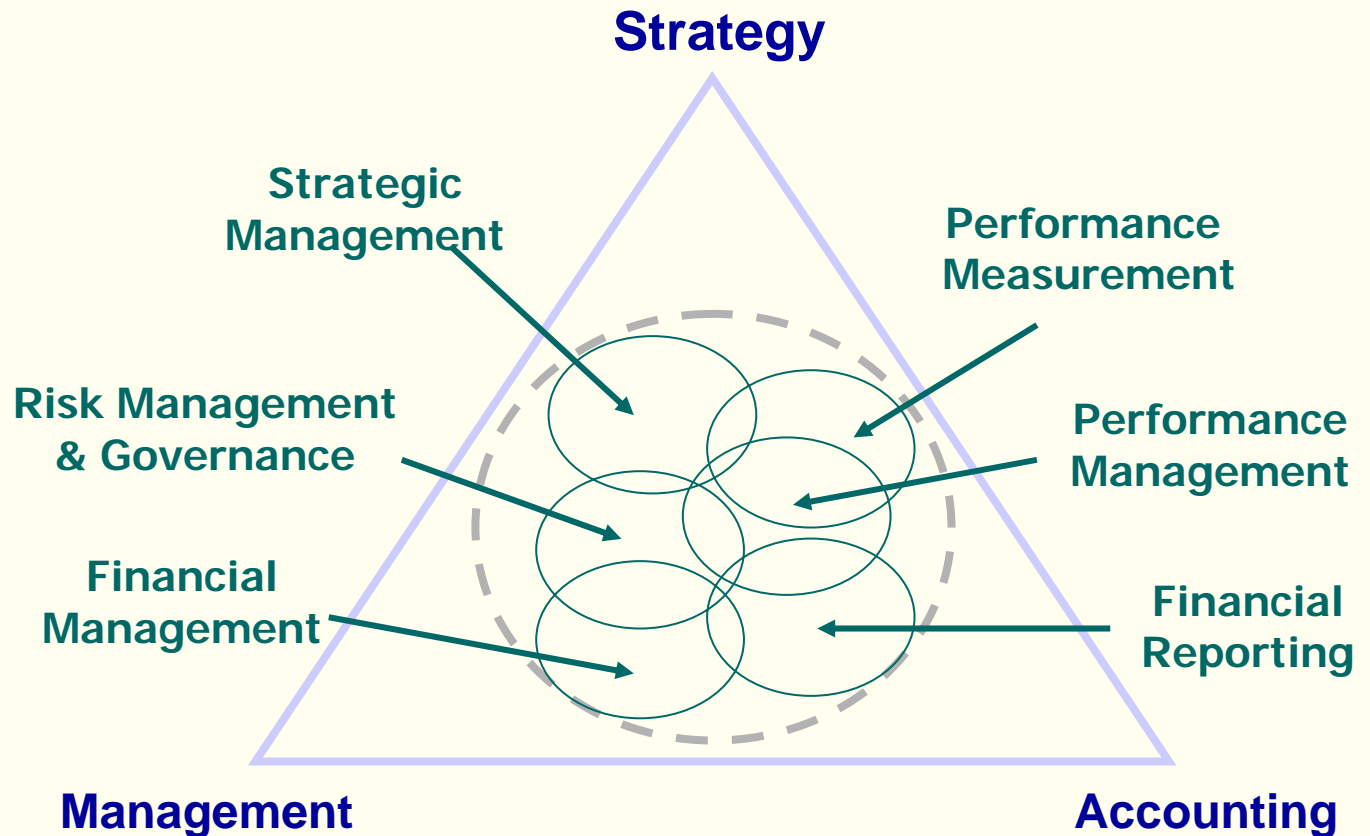 Strategy
Strategic
Management
Performance
Measurement
Risk Management
& Governance
Performance
Management
Financial
Management
Financial
Reporting
Management
Accounting